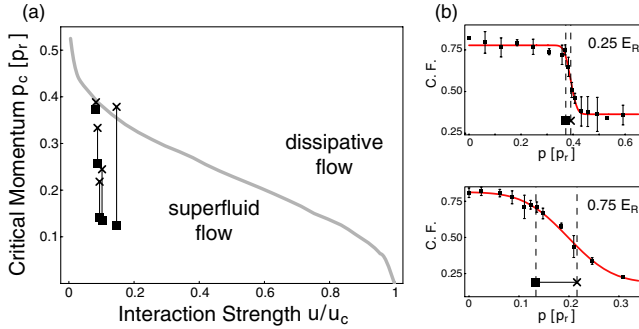 (a)
Critical Momentum p_c [p_r]
0.5
0.4
0.3
0.2
0.1
0 0.2 0.4 0.6 0.8 1
Interaction Strength u/u_c
dissipative
flow
superfluid
flow
(b)
C. F.
0.75
0.50
0.25
0.25 E_R
0 0.2 0.4 0.6
p [p_r]
C. F.
0.75
0.50
0.25
0.75 E_R
0 0.1 0.2 0.3
p [p_r]